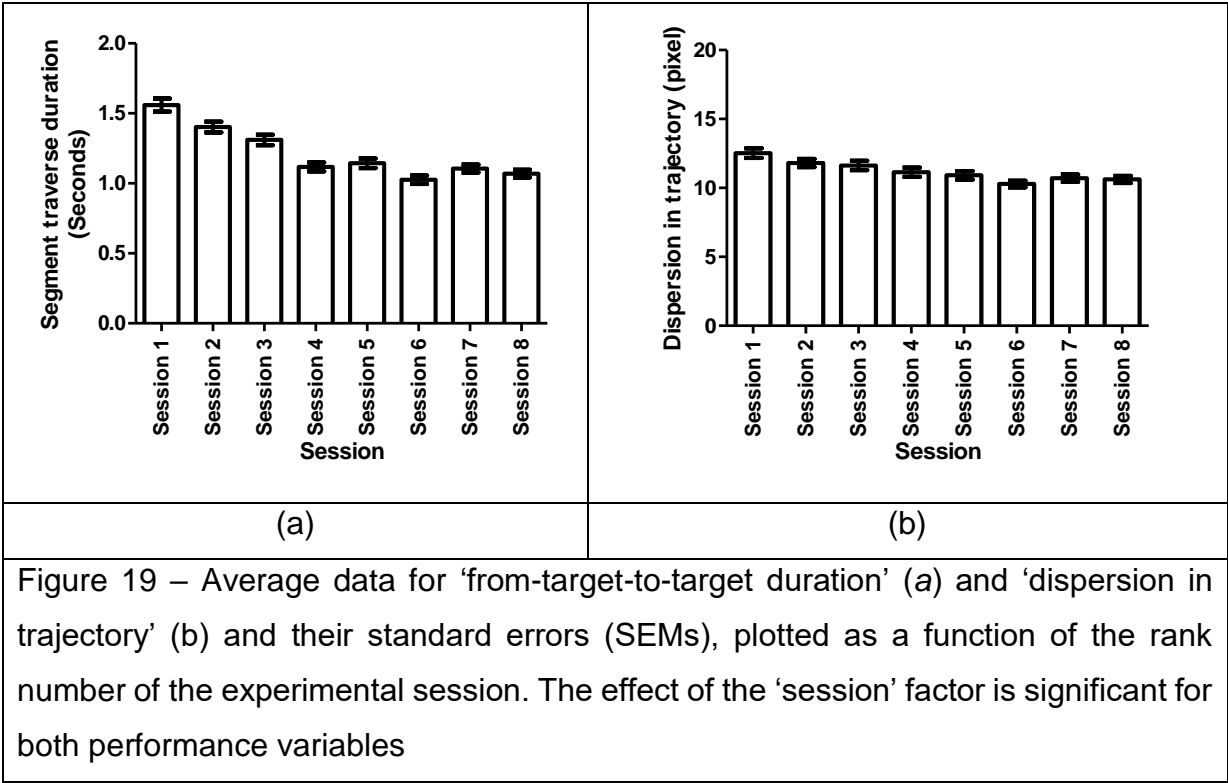 Segment traverse duration
(Seconds)
2.0
1.5
1.0
0.5
0.0
Session 1
Session 2
Session 3
Session 4
Session 5
Session 6
Session 7
Session 8
Session
Dispersion in trajectory (pixel)
20
15
10
5
0
Session 1
Session 2
Session 3
Session 4
Session 5
Session 6
Session 7
Session 8
Session
(a)
(b)
Figure 19 – Average data for ‘from-target-to-target duration’ (a) and ‘dispersion in
trajectory’ (b) and their standard errors (SEMs), plotted as a function of the rank
number of the experimental session. The effect of the ‘session’ factor is significant for
both performance variables